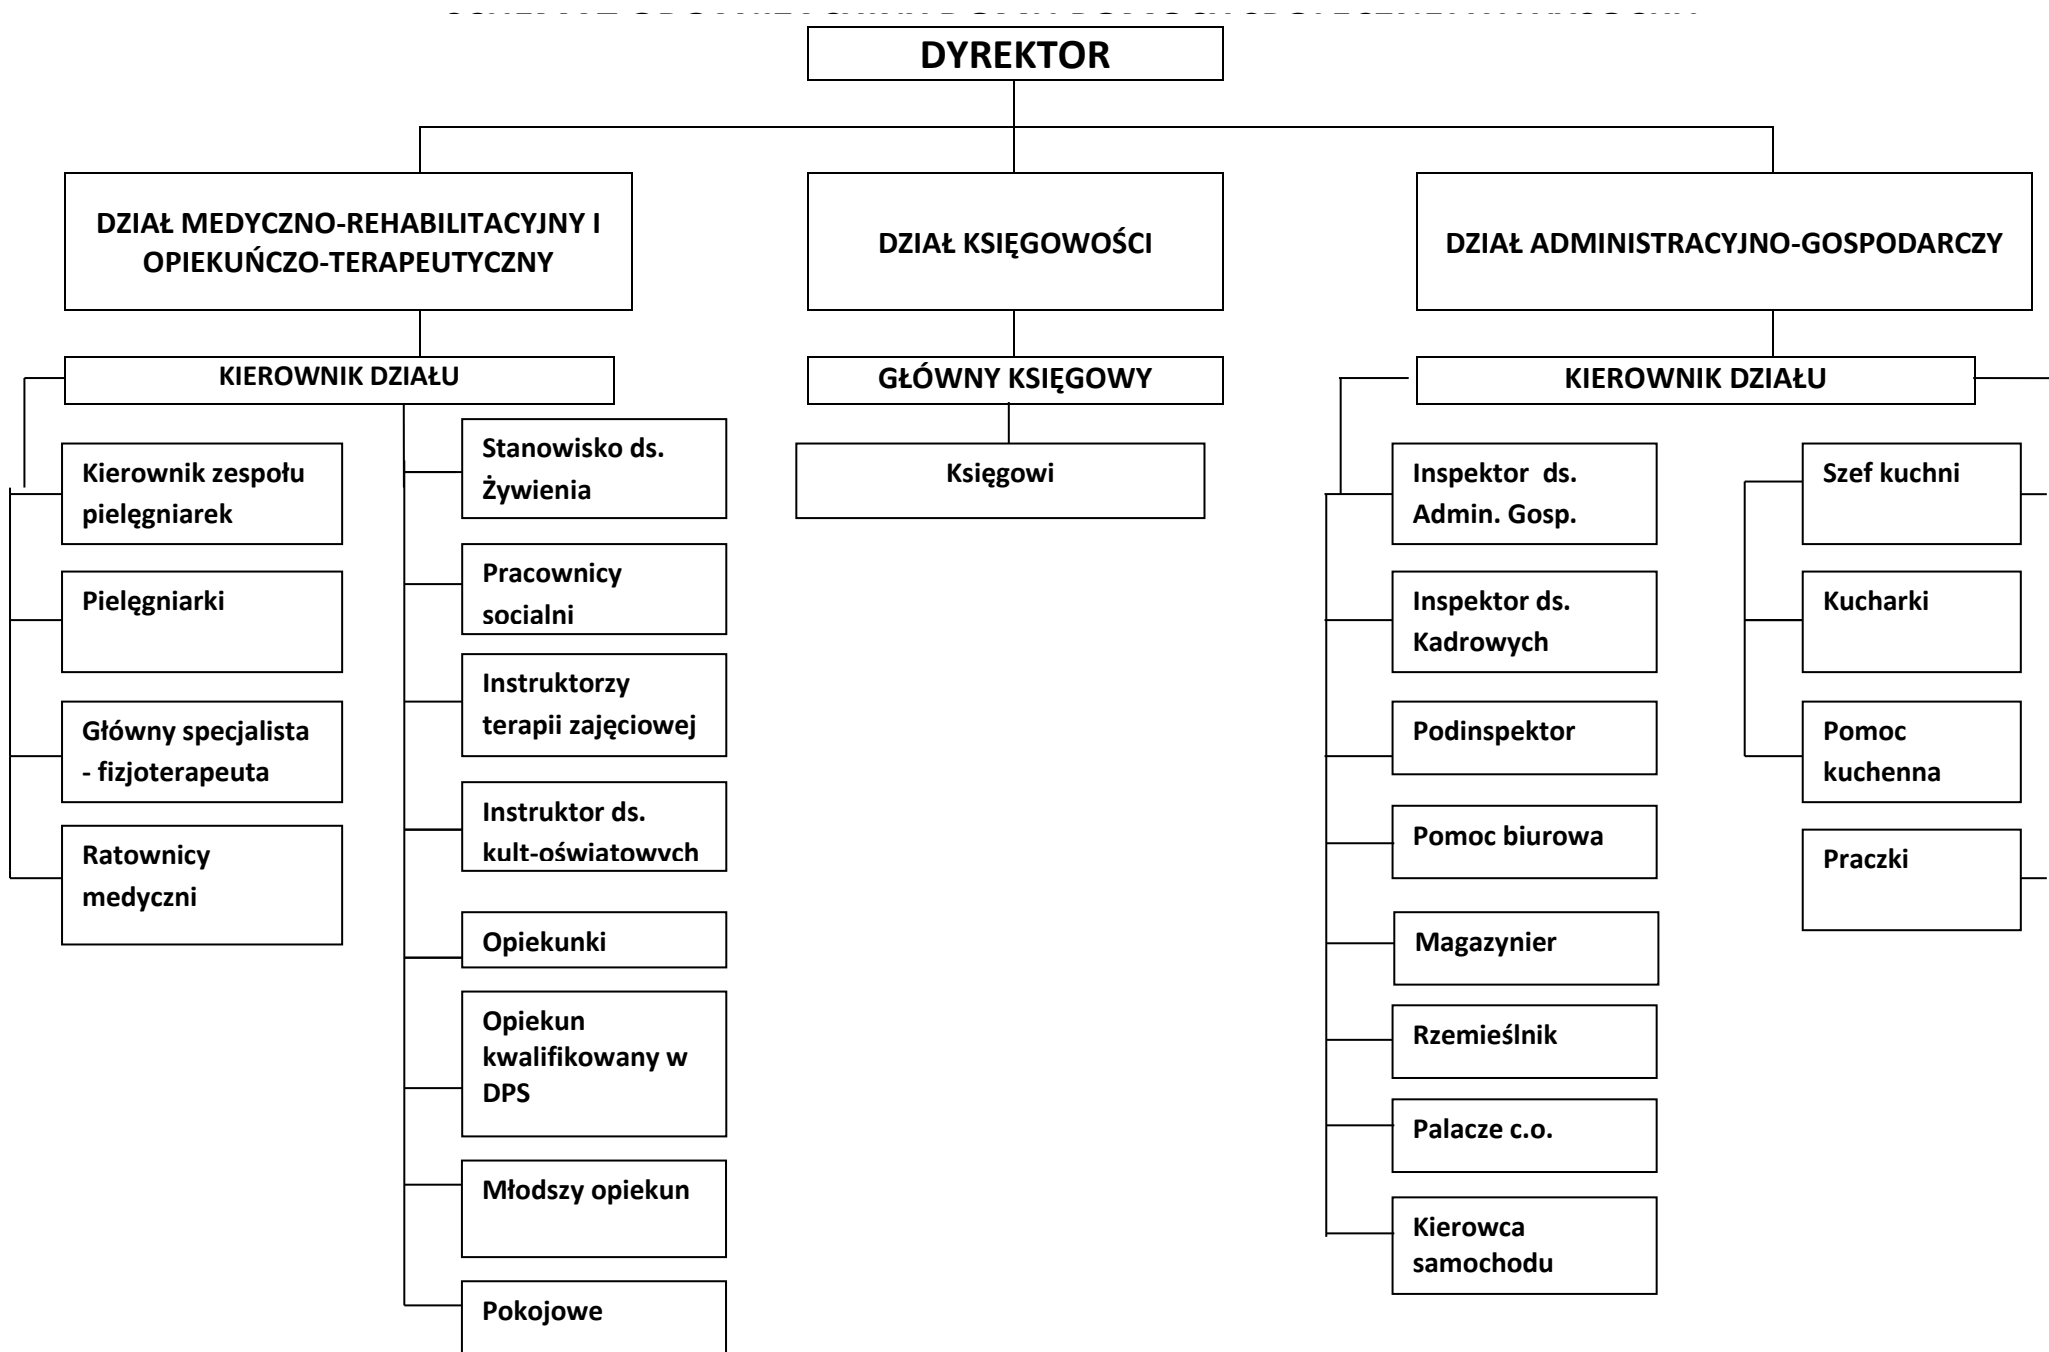 DYREKTOR
DZIAŁ MEDYCZNO-REHABILITACYJNY I
OPIEKUŃCZO-TERAPEUTYCZNY
DZIAŁ KSIĘGOWOŚCI
DZIAŁ ADMINISTRACYJNO-GOSPODARCZY
KIEROWNIK DZIAŁU
GŁÓWNY KSIĘGOWY
KIEROWNIK DZIAŁU
Kierownik zespołu
pielęgniarek
Pielęgniarki
Główny specjalista
- fizjoterapeuta
Ratownicy
medyczni
Stanowisko ds.
Żywienia
Pracownicy
socialni
Instruktorzy
terapii zajęciowej
Instruktor ds.
kult-oświatowych
Opiekunki
Opiekun
kwalifikowany w
DPS
Młodszy opiekun
Pokojowe
Księgowi
Inspektor ds.
Admin. Gosp.
Inspektor ds.
Kadrowych
Podinspektor
Pomoc biurowa
Magazynier
Rzemieślnik
Palacze c.o.
Kierowca
samochodu
Szef kuchni
Kucharki
Pomoc
kuchenna
Praczki